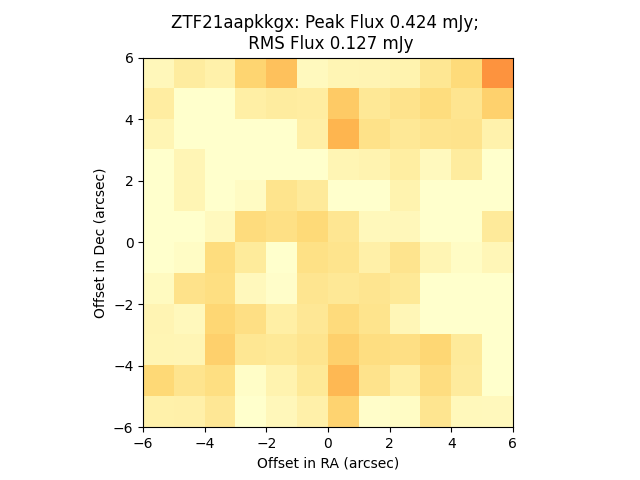 ZTF21aapkkgx: Peak Flux 0.424 mJy;
RMS Flux 0.127 mJy
6
4
2
0
−2
−4
−6
Offset in Dec (arcsec)
−6 −4 −2 0 2 4 6
Offset in RA (arcsec)